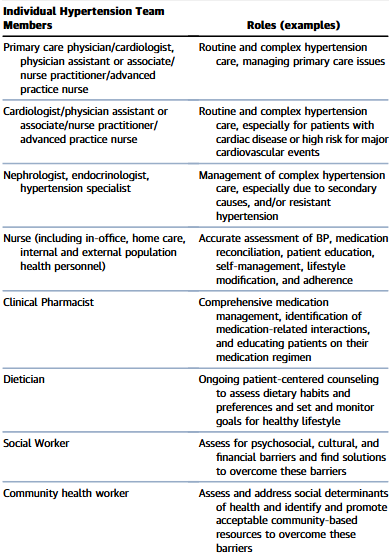 Individual Hypertension Team
Members
Roles (examples)
Primary care physician/cardiologist,
physician assistant or associate/
nurse practitioner/advanced
practice nurse
Routine and complex hypertension
care, managing primary care issues
Cardiologist/physician assistant or
associate/nurse practitioner/
advanced practice nurse
Routine and complex hypertension
care, especially for patients with
cardiac disease or high risk for major
cardiovascular events
Nephrologist, endocrinologist,
hypertension specialist
Management of complex hypertension
care, especially due to secondary
causes, and/or resistant
hypertension
Nurse (including in-office, home care,
internal and external population
health personnel)
Accurate assessment of BP, medication
reconciliation, patient education,
self-management, lifestyle
modification, and adherence
Clinical Pharmacist
Comprehensive medication
management, identification of
medication-related interactions,
and educating patients on their
medication regimen
Dietician
Ongoing patient-centered counseling
to assess dietary habits and
preferences and set and monitor
goals for healthy lifestyle
Social Worker
Assess for psychosocial, cultural, and
financial barriers and find solutions
to overcome these barriers
Community health worker
Assess and address social determinants
of health and identify and promote
acceptable community-based
resources to overcome these
barriers